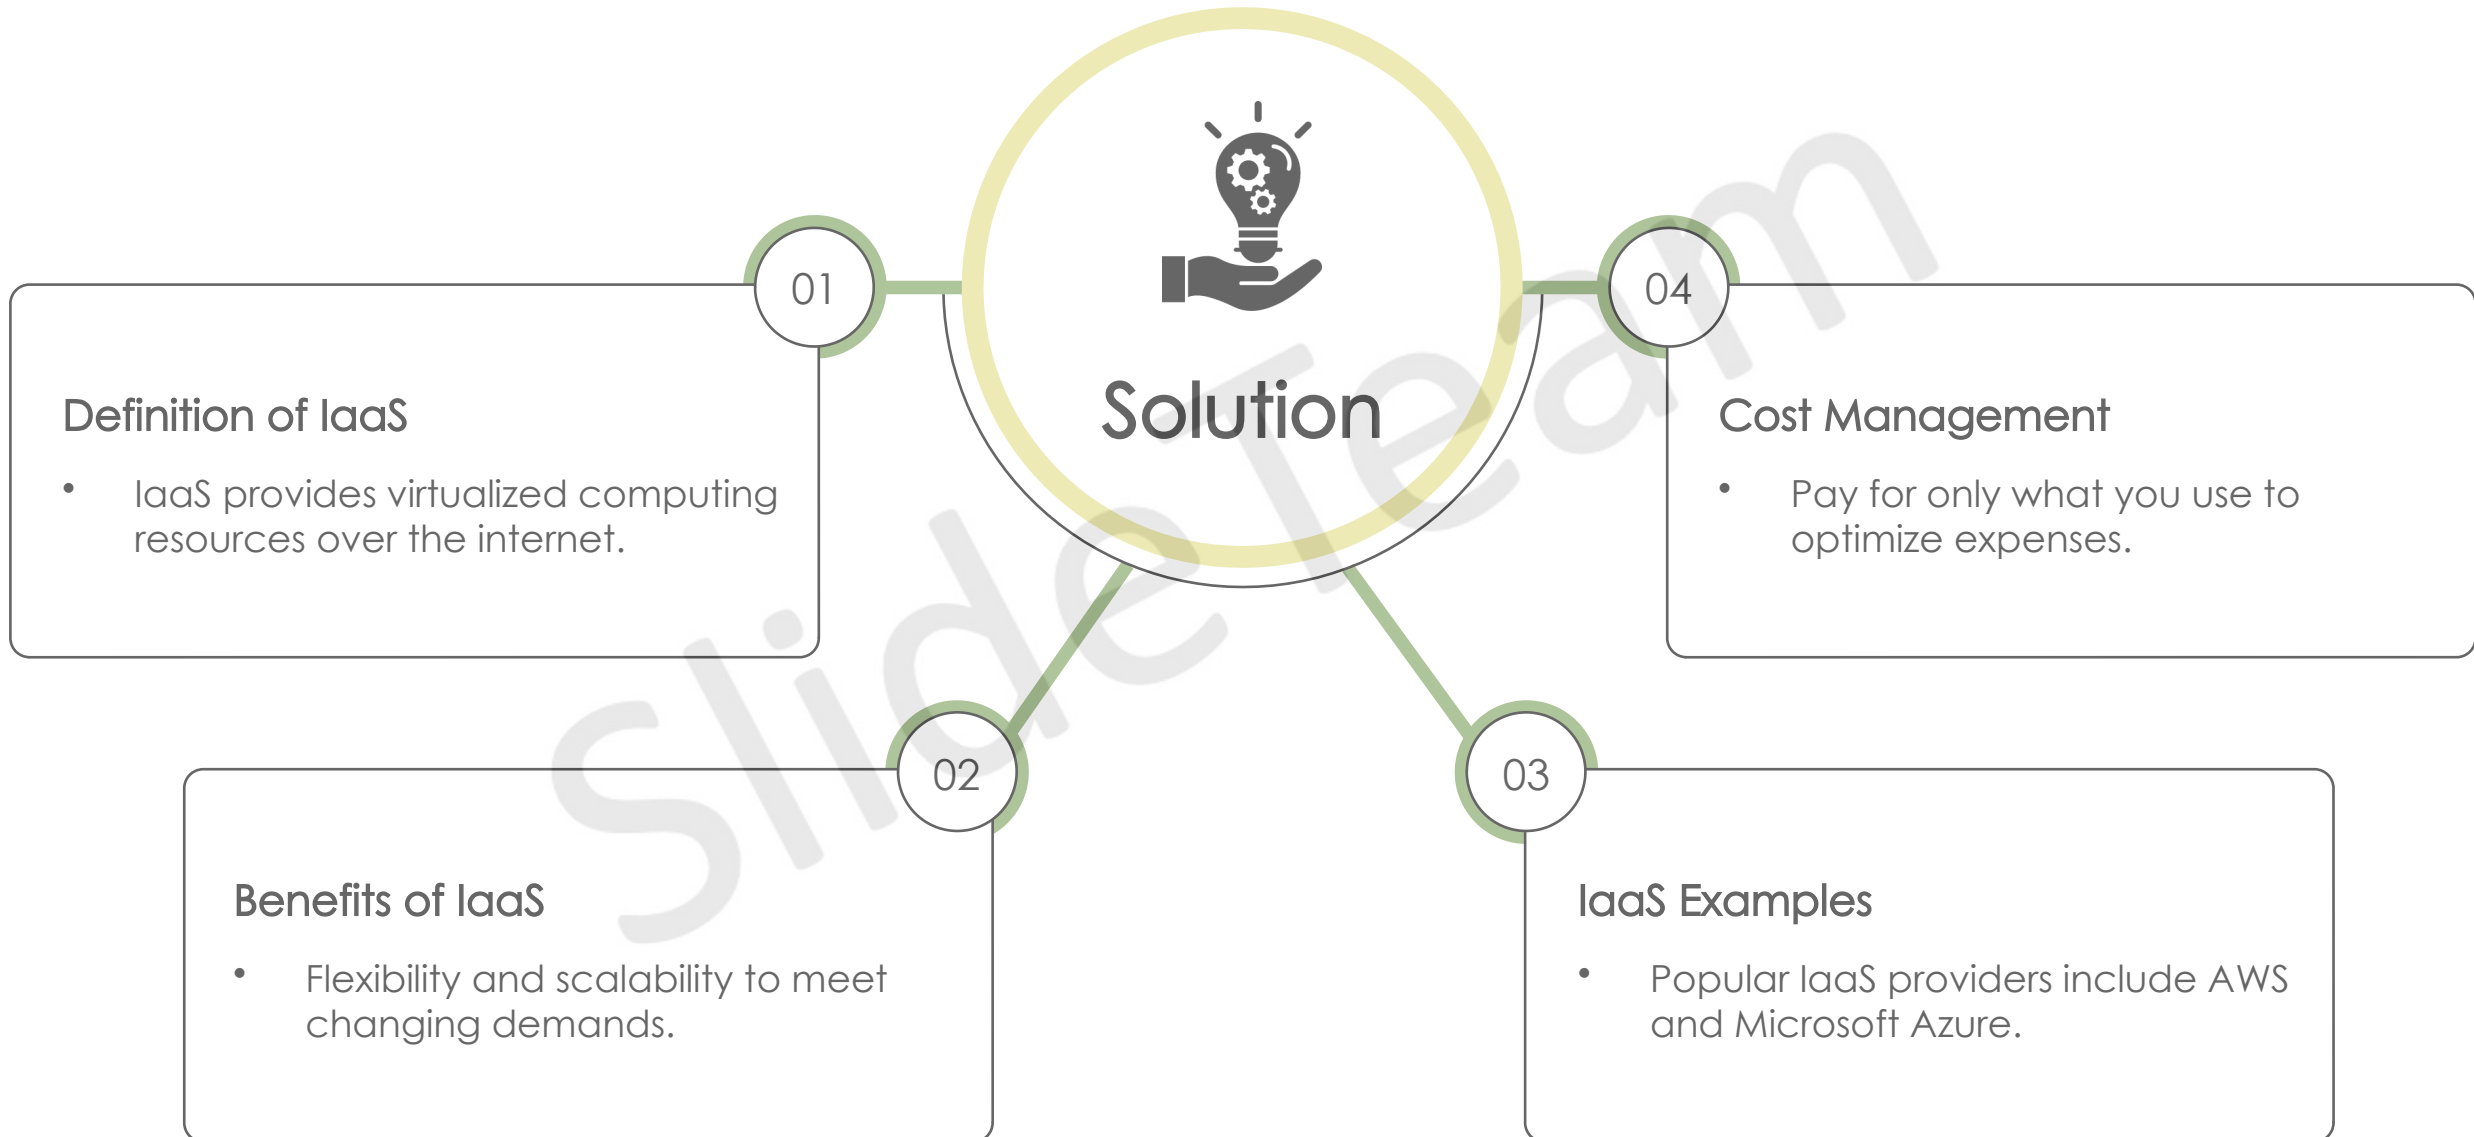 Solution
01
Definition of IaaS
• IaaS provides virtualized computing
resources over the internet.
02
Benefits of IaaS
• Flexibility and scalability to meet
changing demands.
03
IaaS Examples
• Popular IaaS providers include AWS
and Microsoft Azure.
04
Cost Management
• Pay for only what you use to
optimize expenses.
SlideTeam